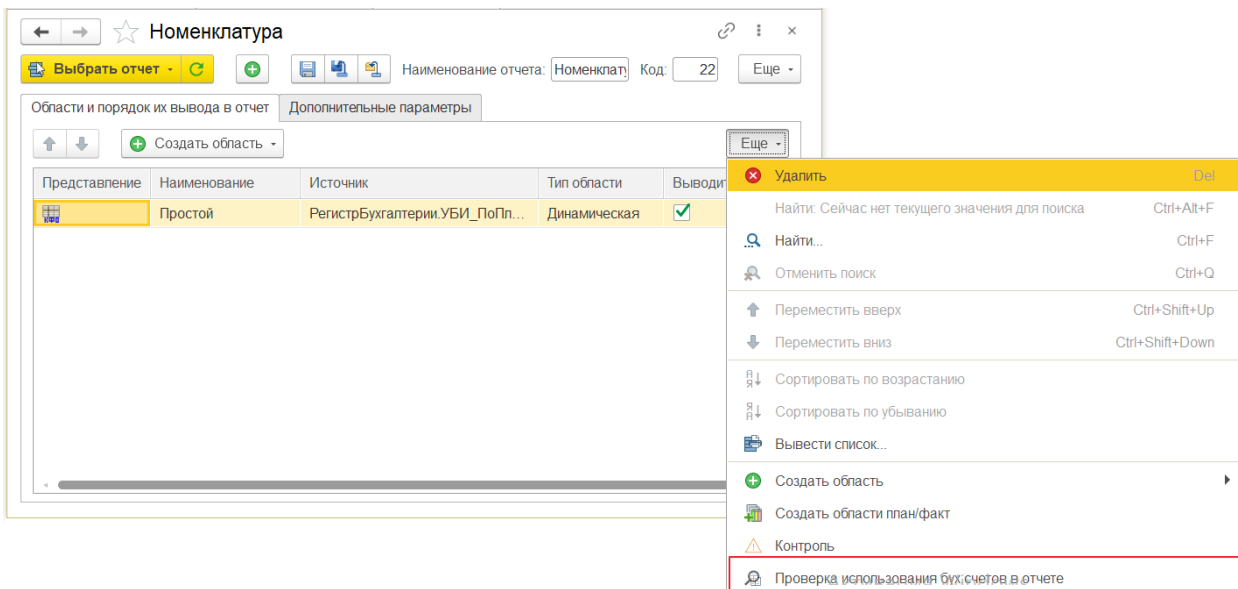 Номенклатура
Выбрать отчет Наименование отчета: Номенклат Код: 22 Еще
Области и порядок их вывода в отчет Дополнительные параметры
Создать область Еще
Представление Наименование Источник Тип области Выводит
КФО Простой РегистрБухгалтерии.УБИ_ПоПл... Динамическая
Удалить Del
Найти: Сейчас нет текущего значения для поиска Ctrl+Alt+F
Найти... Ctrl+F
Отменить поиск Ctrl+Q
Переместить вверх Ctrl+Shift+Up
Переместить вниз Ctrl+Shift+Down
Сортировать по возрастанию
Сортировать по убыванию
Вывести список...
Создать область
Создать области план/факт
Контроль
Проверка использования бух.счетов в отчете